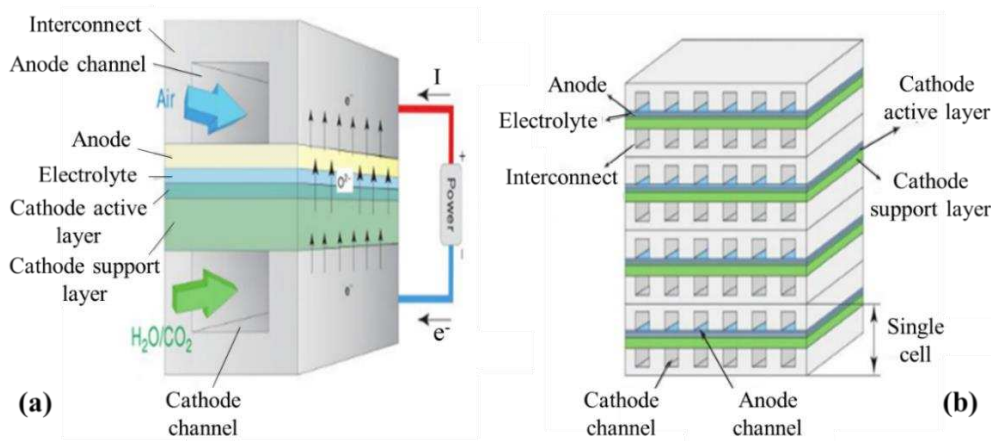 Interconnect
Anode channel
Air
Anode
Electrolyte
Cathode active
layer
Cathode support
layer
H₂O/CO₂
(a)
Cathode
channel
e⁻
O²⁻
e⁻
I
+
Power
−
e⁻
Anode
Electrolyte
Interconnect
Cathode
active layer
Cathode
support layer
Single
cell
Cathode
channel
Anode
channel
(b)